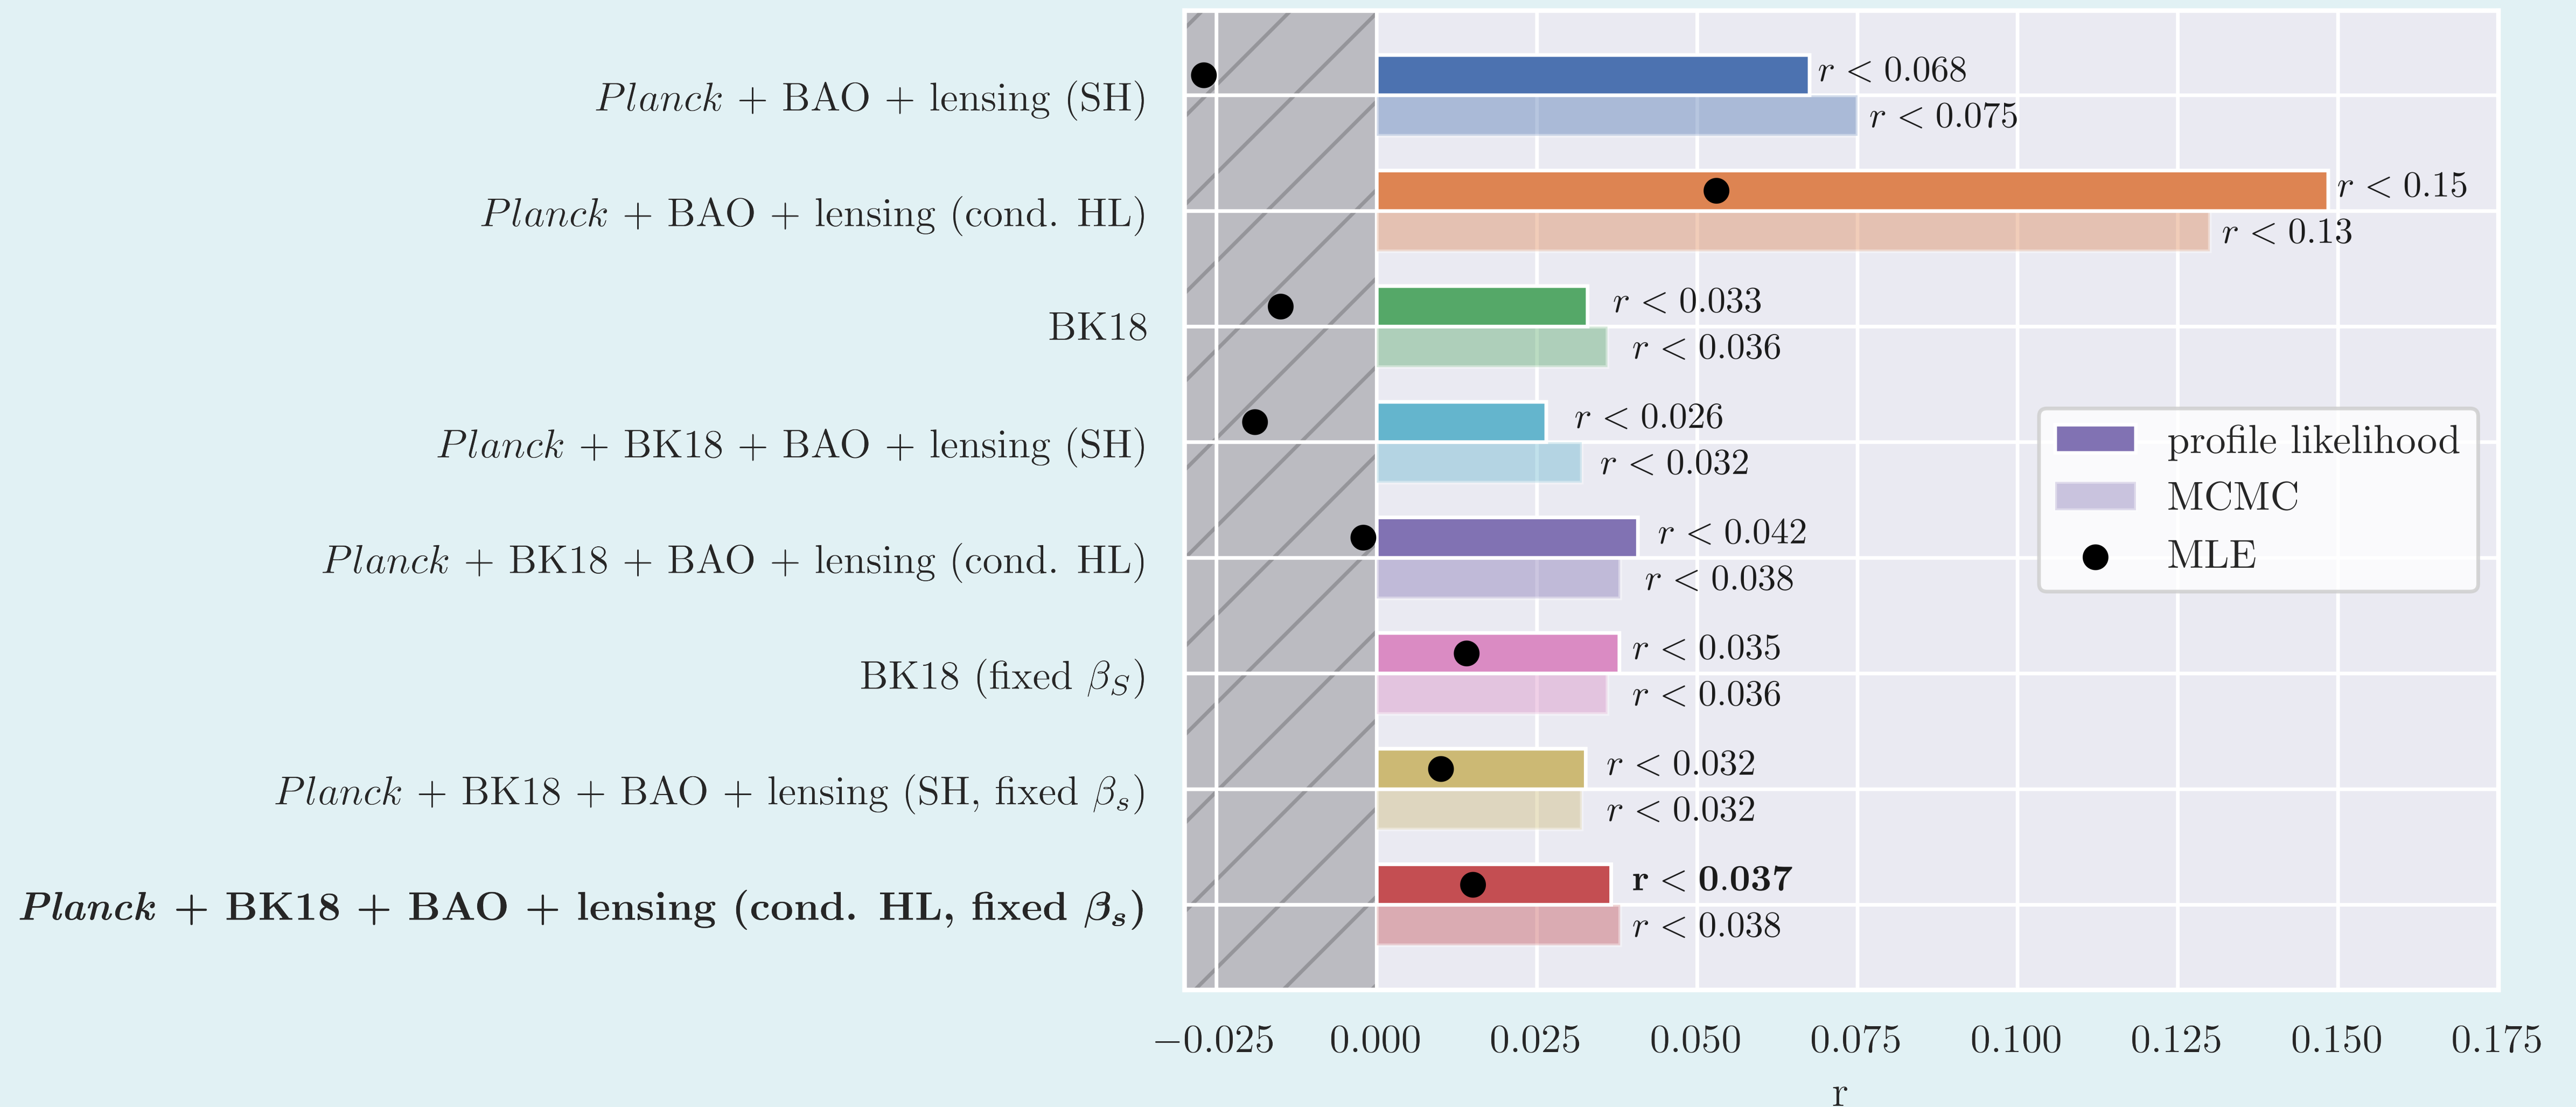 Planck + BAO + lensing (SH)
r < 0.068
r < 0.075
Planck + BAO + lensing (cond. HL)
r < 0.15
r < 0.13
BK18
r < 0.033
r < 0.036
Planck + BK18 + BAO + lensing (SH)
r < 0.026
r < 0.032
Planck + BK18 + BAO + lensing (cond. HL)
r < 0.042
r < 0.038
BK18 (fixed β_S)
r < 0.035
r < 0.036
Planck + BK18 + BAO + lensing (SH, fixed β_s)
r < 0.032
r < 0.032
Planck + BK18 + BAO + lensing (cond. HL, fixed β_s)
r < 0.037
r < 0.038
profile likelihood
MCMC
MLE
−0.025 0.000 0.025 0.050 0.075 0.100 0.125 0.150 0.175
r